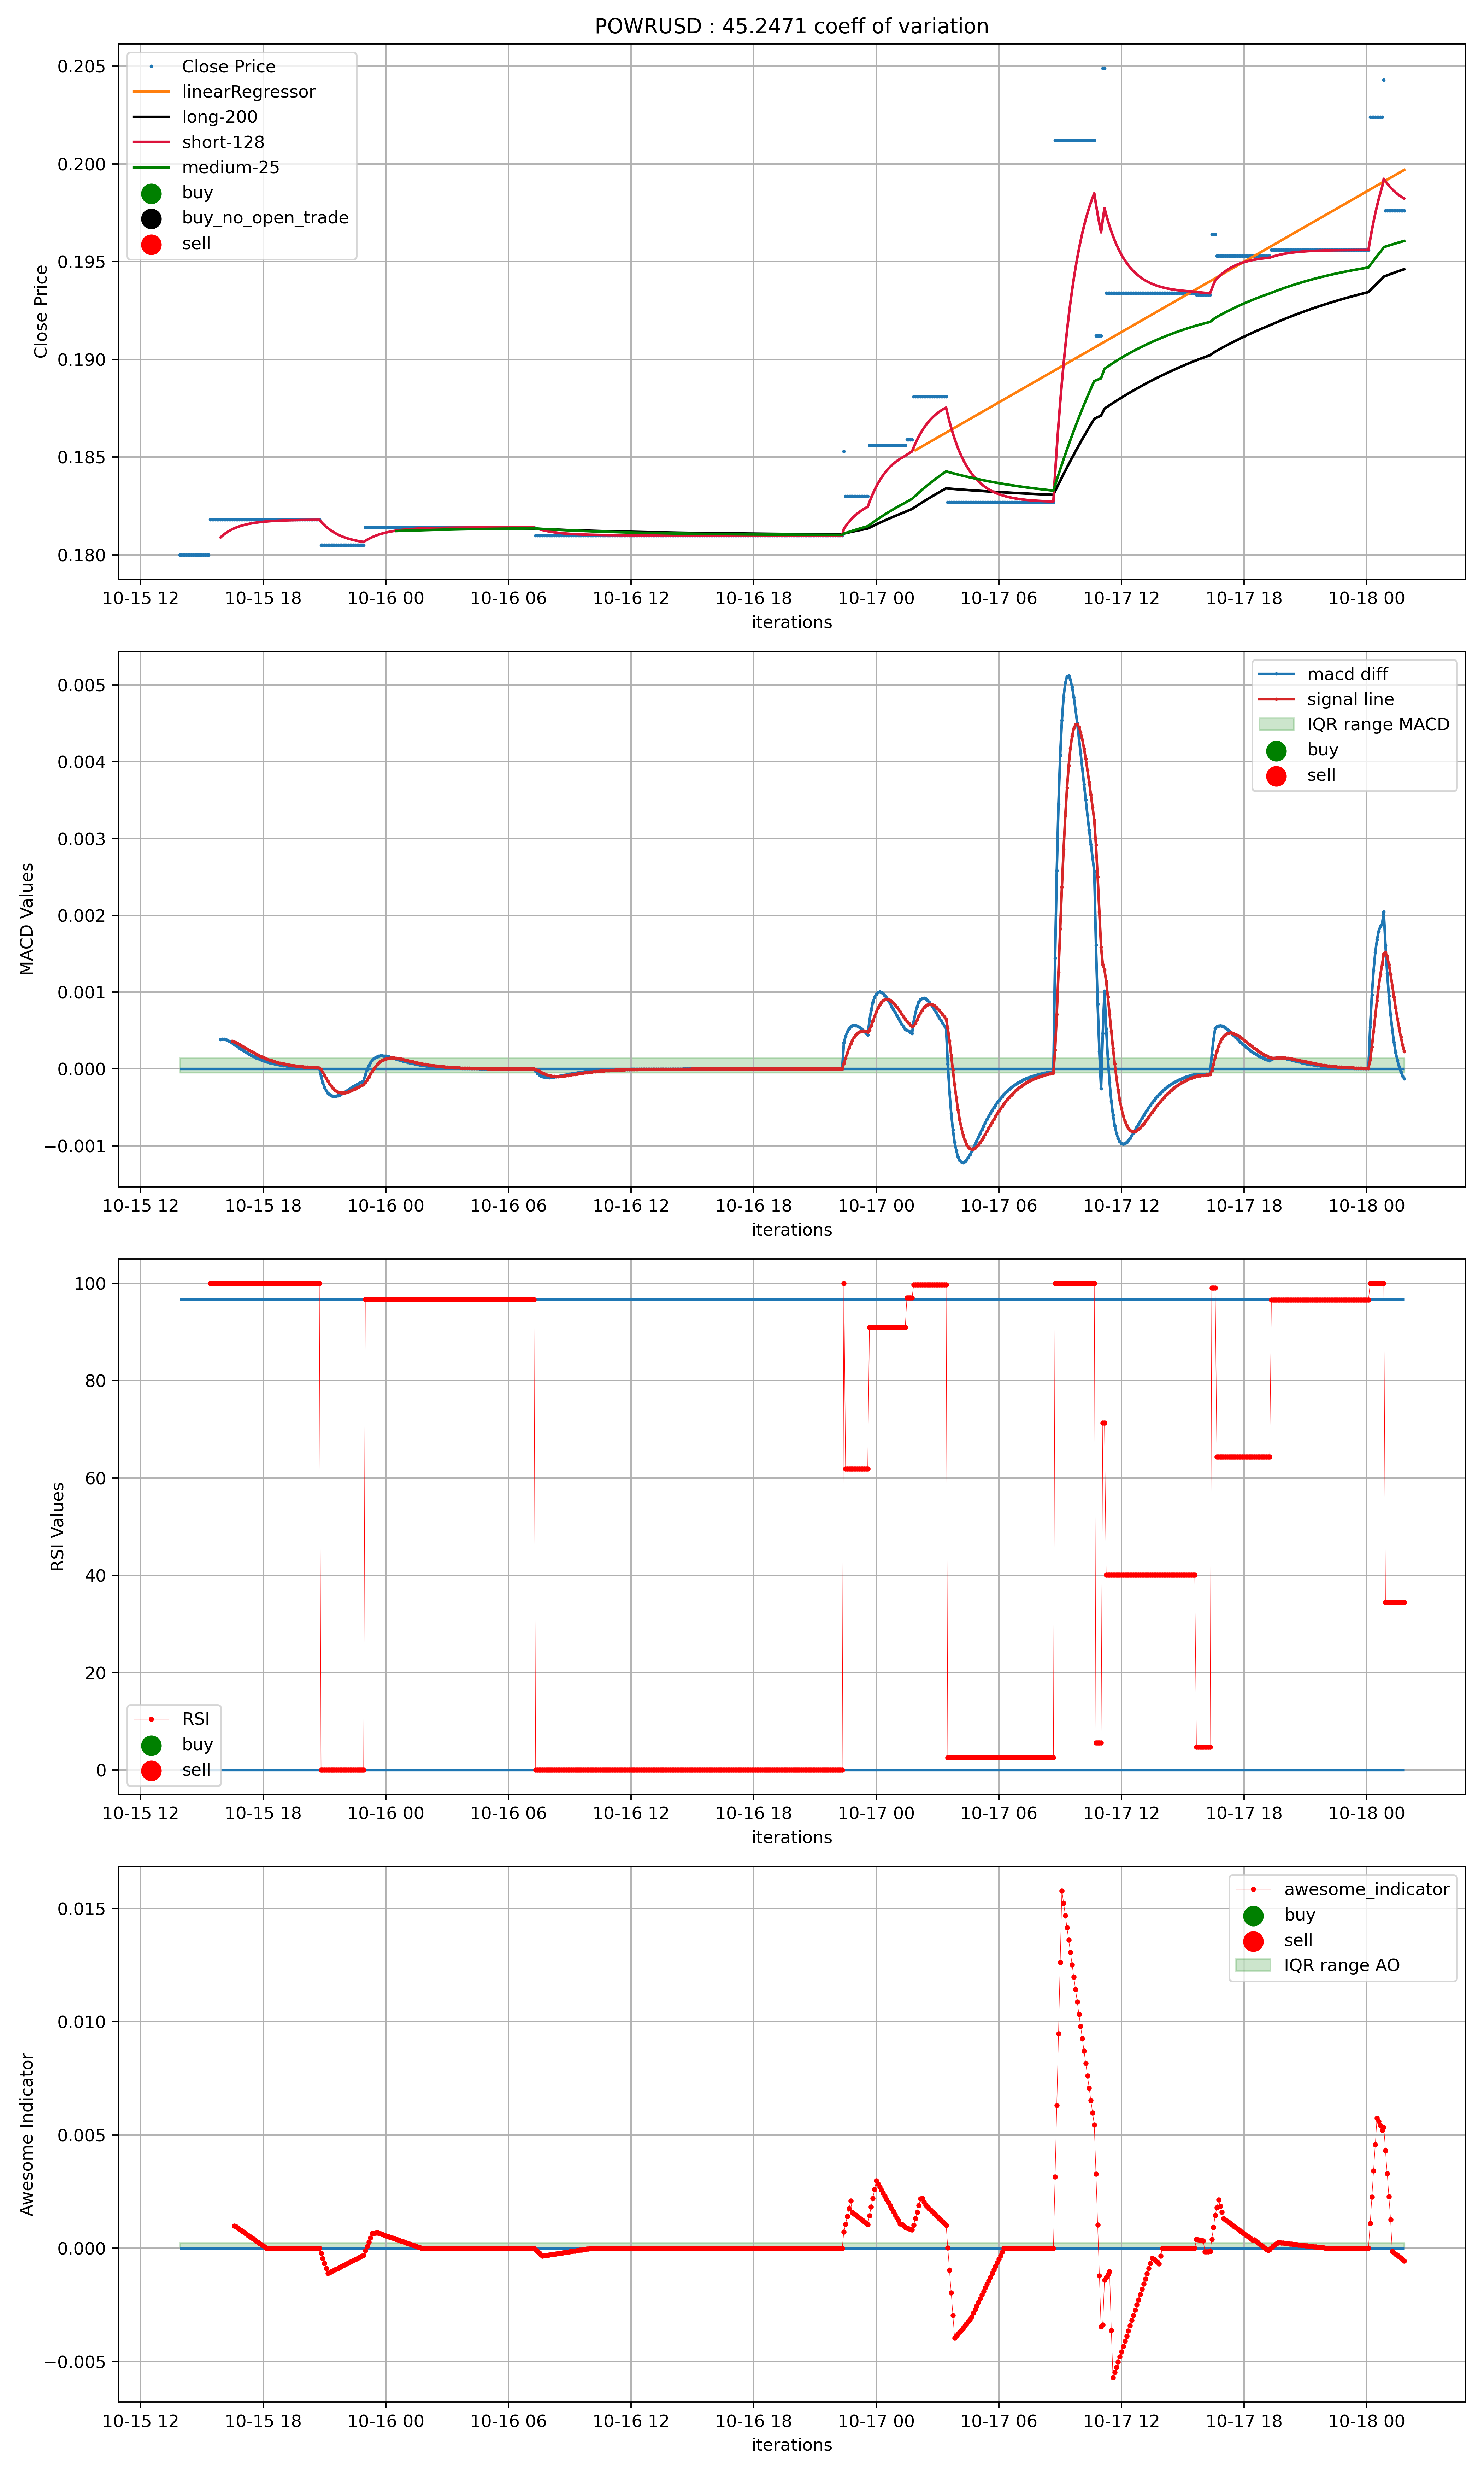 POWRUSD : 45.2471 coeff of variation
Close Price
linearRegressor
long-200
short-128
medium-25
buy
buy_no_open_trade
sell
Close Price
0.205
0.200
0.195
0.190
0.185
0.180
10-15 12 10-15 18 10-16 00 10-16 06 10-16 12 10-16 18 10-17 00 10-17 06 10-17 12 10-17 18 10-18 00
iterations
macd diff
signal line
IQR range MACD
buy
sell
MACD Values
0.005
0.004
0.003
0.002
0.001
0.000
−0.001
10-15 12 10-15 18 10-16 00 10-16 06 10-16 12 10-16 18 10-17 00 10-17 06 10-17 12 10-17 18 10-18 00
iterations
RSI Values
100
80
60
40
20
0
RSI
buy
sell
10-15 12 10-15 18 10-16 00 10-16 06 10-16 12 10-16 18 10-17 00 10-17 06 10-17 12 10-17 18 10-18 00
iterations
awesome_indicator
buy
sell
IQR range AO
Awesome Indicator
0.015
0.010
0.005
0.000
−0.005
10-15 12 10-15 18 10-16 00 10-16 06 10-16 12 10-16 18 10-17 00 10-17 06 10-17 12 10-17 18 10-18 00
iterations